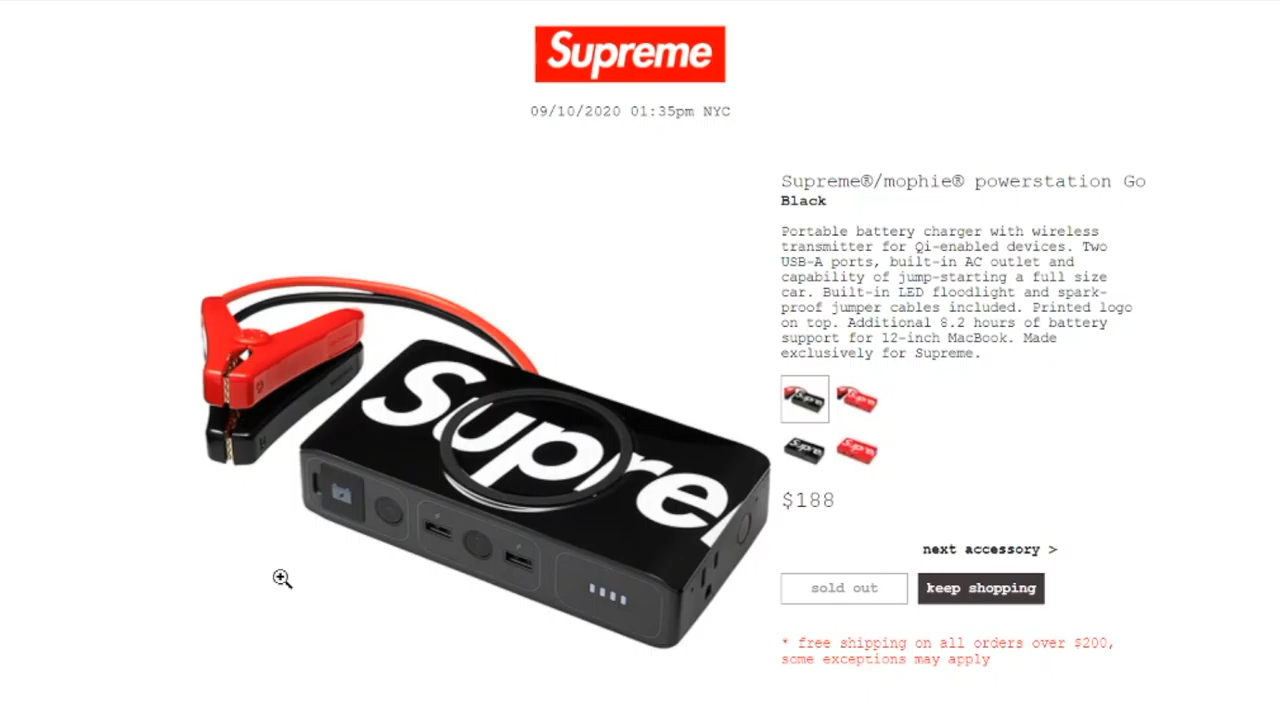 Supreme
09/10/2020 01:35pm NYC
Supreme®/mophie® powerstation Go
Black
Portable battery charger with wireless
transmitter for Qi-enabled devices. Two
USB-A ports, built-in AC outlet and
capability of jump-starting a full size
car. Built-in LED floodlight and spark-
proof jumper cables included. Printed logo
on top. Additional 8.2 hours of battery
support for 12-inch MacBook. Made
exclusively for Supreme.
Supre
$188
next accessory >
sold out
keep shopping
* free shipping on all orders over $200,
some exceptions may apply